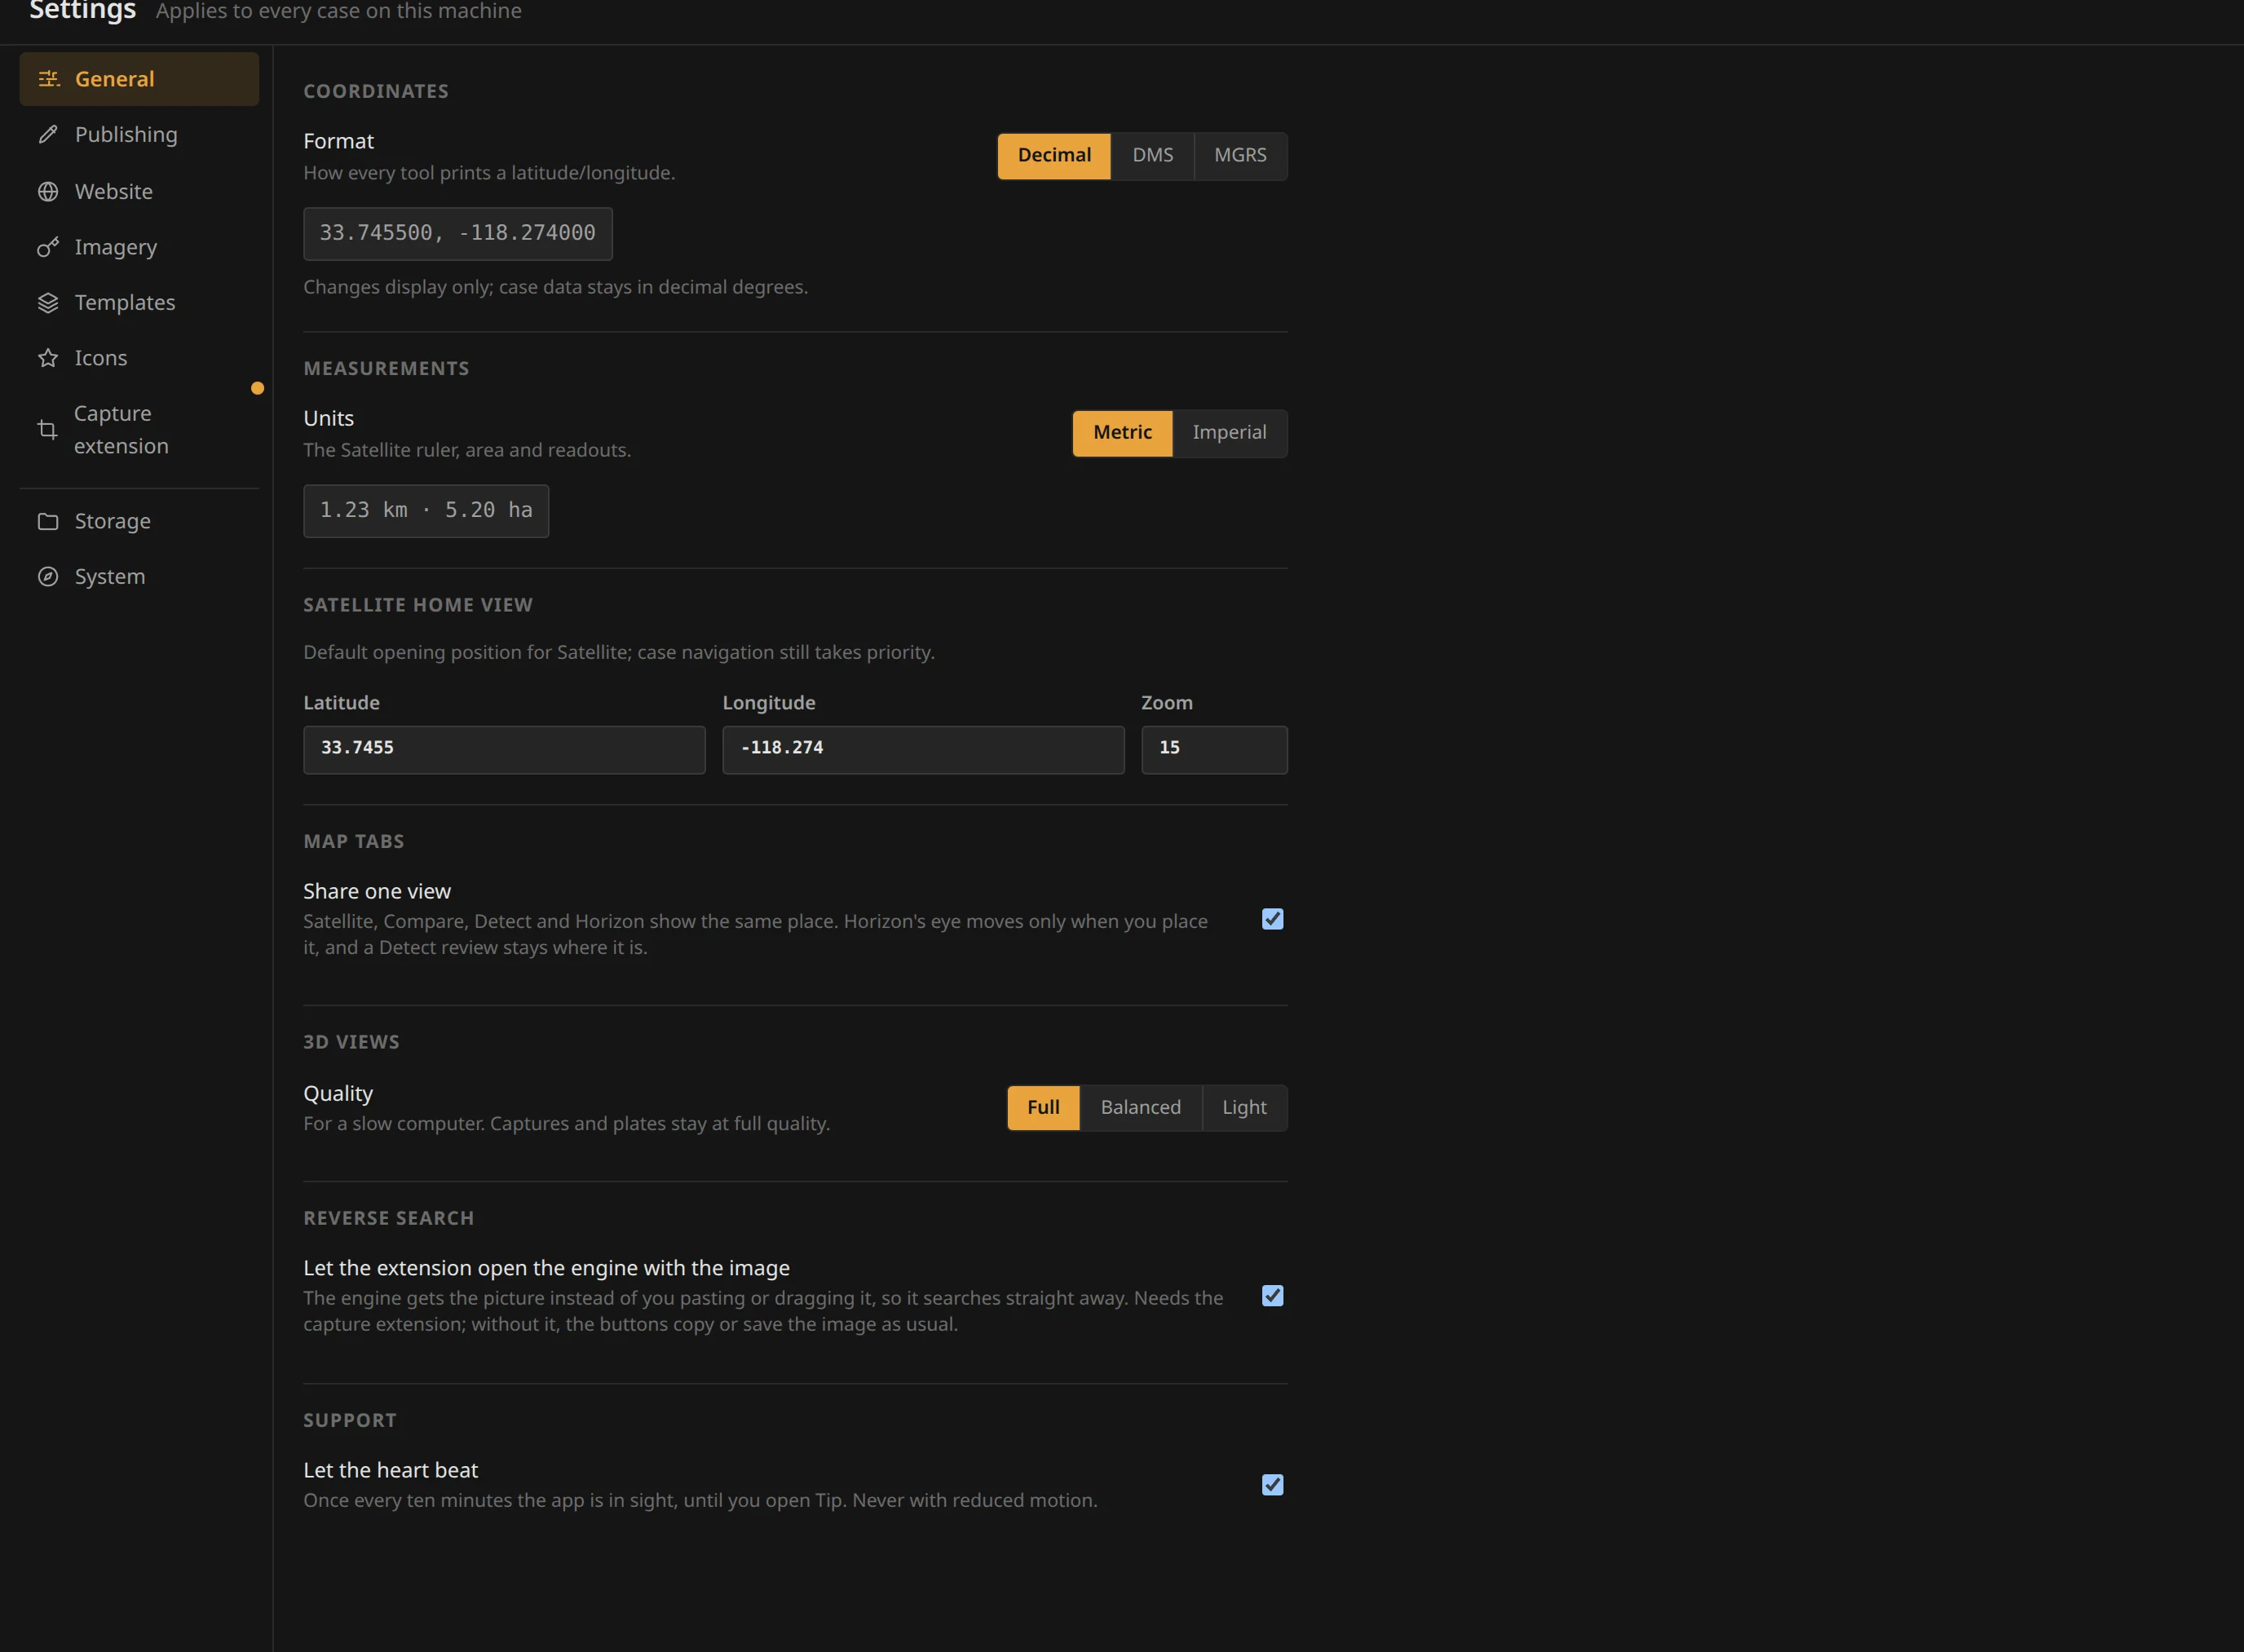 Settings Applies to every case on this machine
General
Publishing
Website
Imagery
Templates
Icons
Capture
extension
Storage
System
COORDINATES
Format
How every tool prints a latitude/longitude.
Decimal DMS MGRS
33.745500, -118.274000
Changes display only; case data stays in decimal degrees.
MEASUREMENTS
Units
The Satellite ruler, area and readouts.
Metric Imperial
1.23 km · 5.20 ha
SATELLITE HOME VIEW
Default opening position for Satellite; case navigation still takes priority.
Latitude Longitude Zoom
33.7455 -118.274 15
MAP TABS
Share one view
Satellite, Compare, Detect and Horizon show the same place. Horizon's eye moves only when you place
it, and a Detect review stays where it is.
3D VIEWS
Quality
For a slow computer. Captures and plates stay at full quality.
Full Balanced Light
REVERSE SEARCH
Let the extension open the engine with the image
The engine gets the picture instead of you pasting or dragging it, so it searches straight away. Needs the
capture extension; without it, the buttons copy or save the image as usual.
SUPPORT
Let the heart beat
Once every ten minutes the app is in sight, until you open Tip. Never with reduced motion.